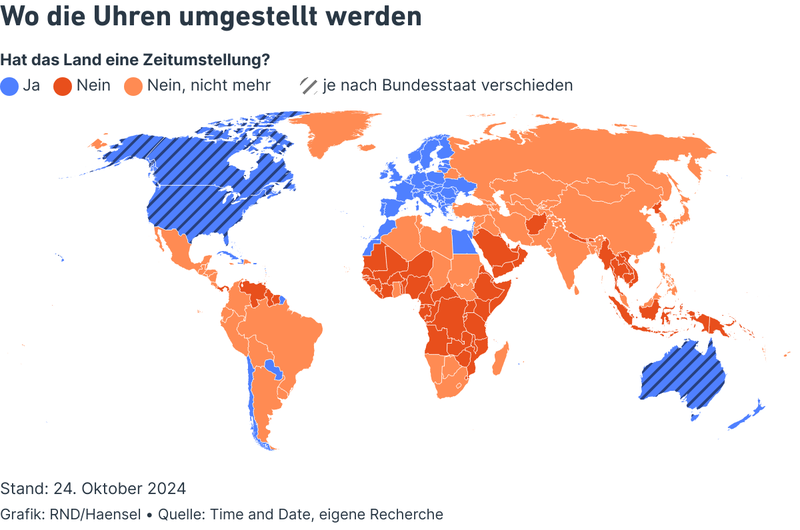 Wo die Uhren umgestellt werden
Hat das Land eine Zeitumstellung?
Ja Nein Nein, nicht mehr je nach Bundesstaat verschieden
Stand: 24. Oktober 2024
Grafik: RND/Haensel • Quelle: Time and Date, eigene Recherche